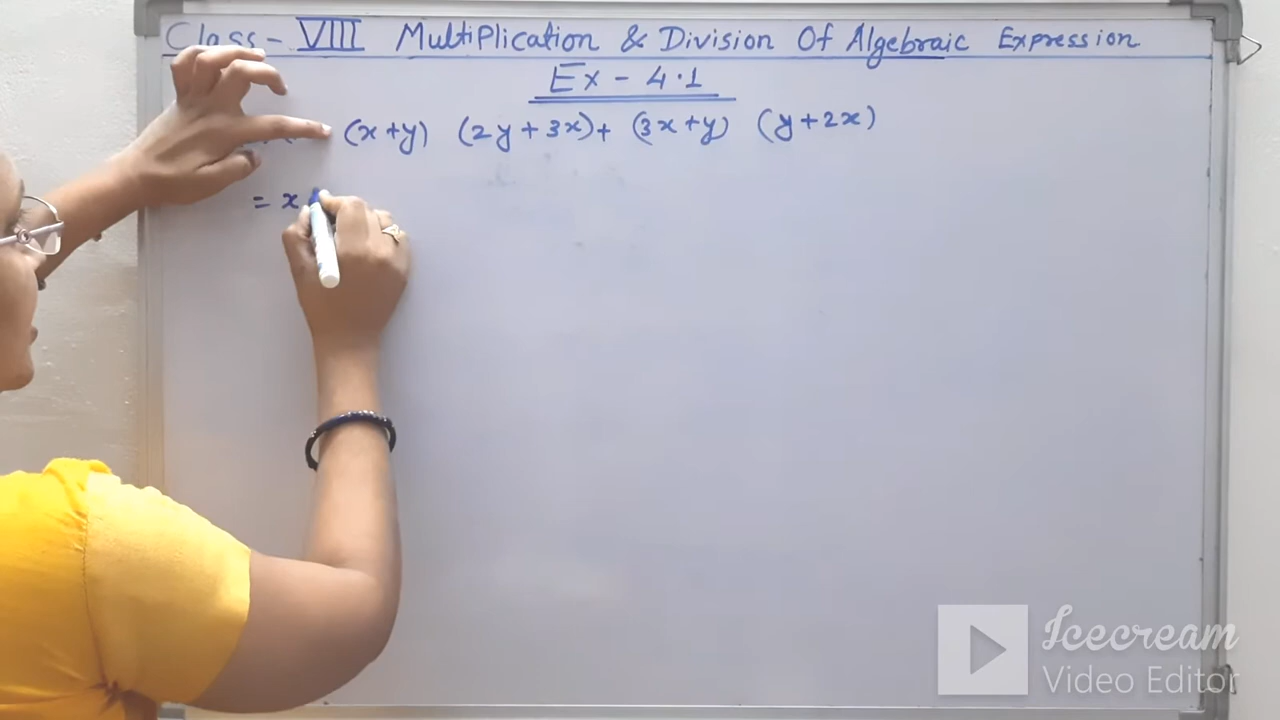 Class - VIII Multiplication & Division Of Algebraic Expression
Ex - 4.1
(x+y) (2y+3x)+ (3x+y) (y+2x)
= x
Icecream
Video Editor